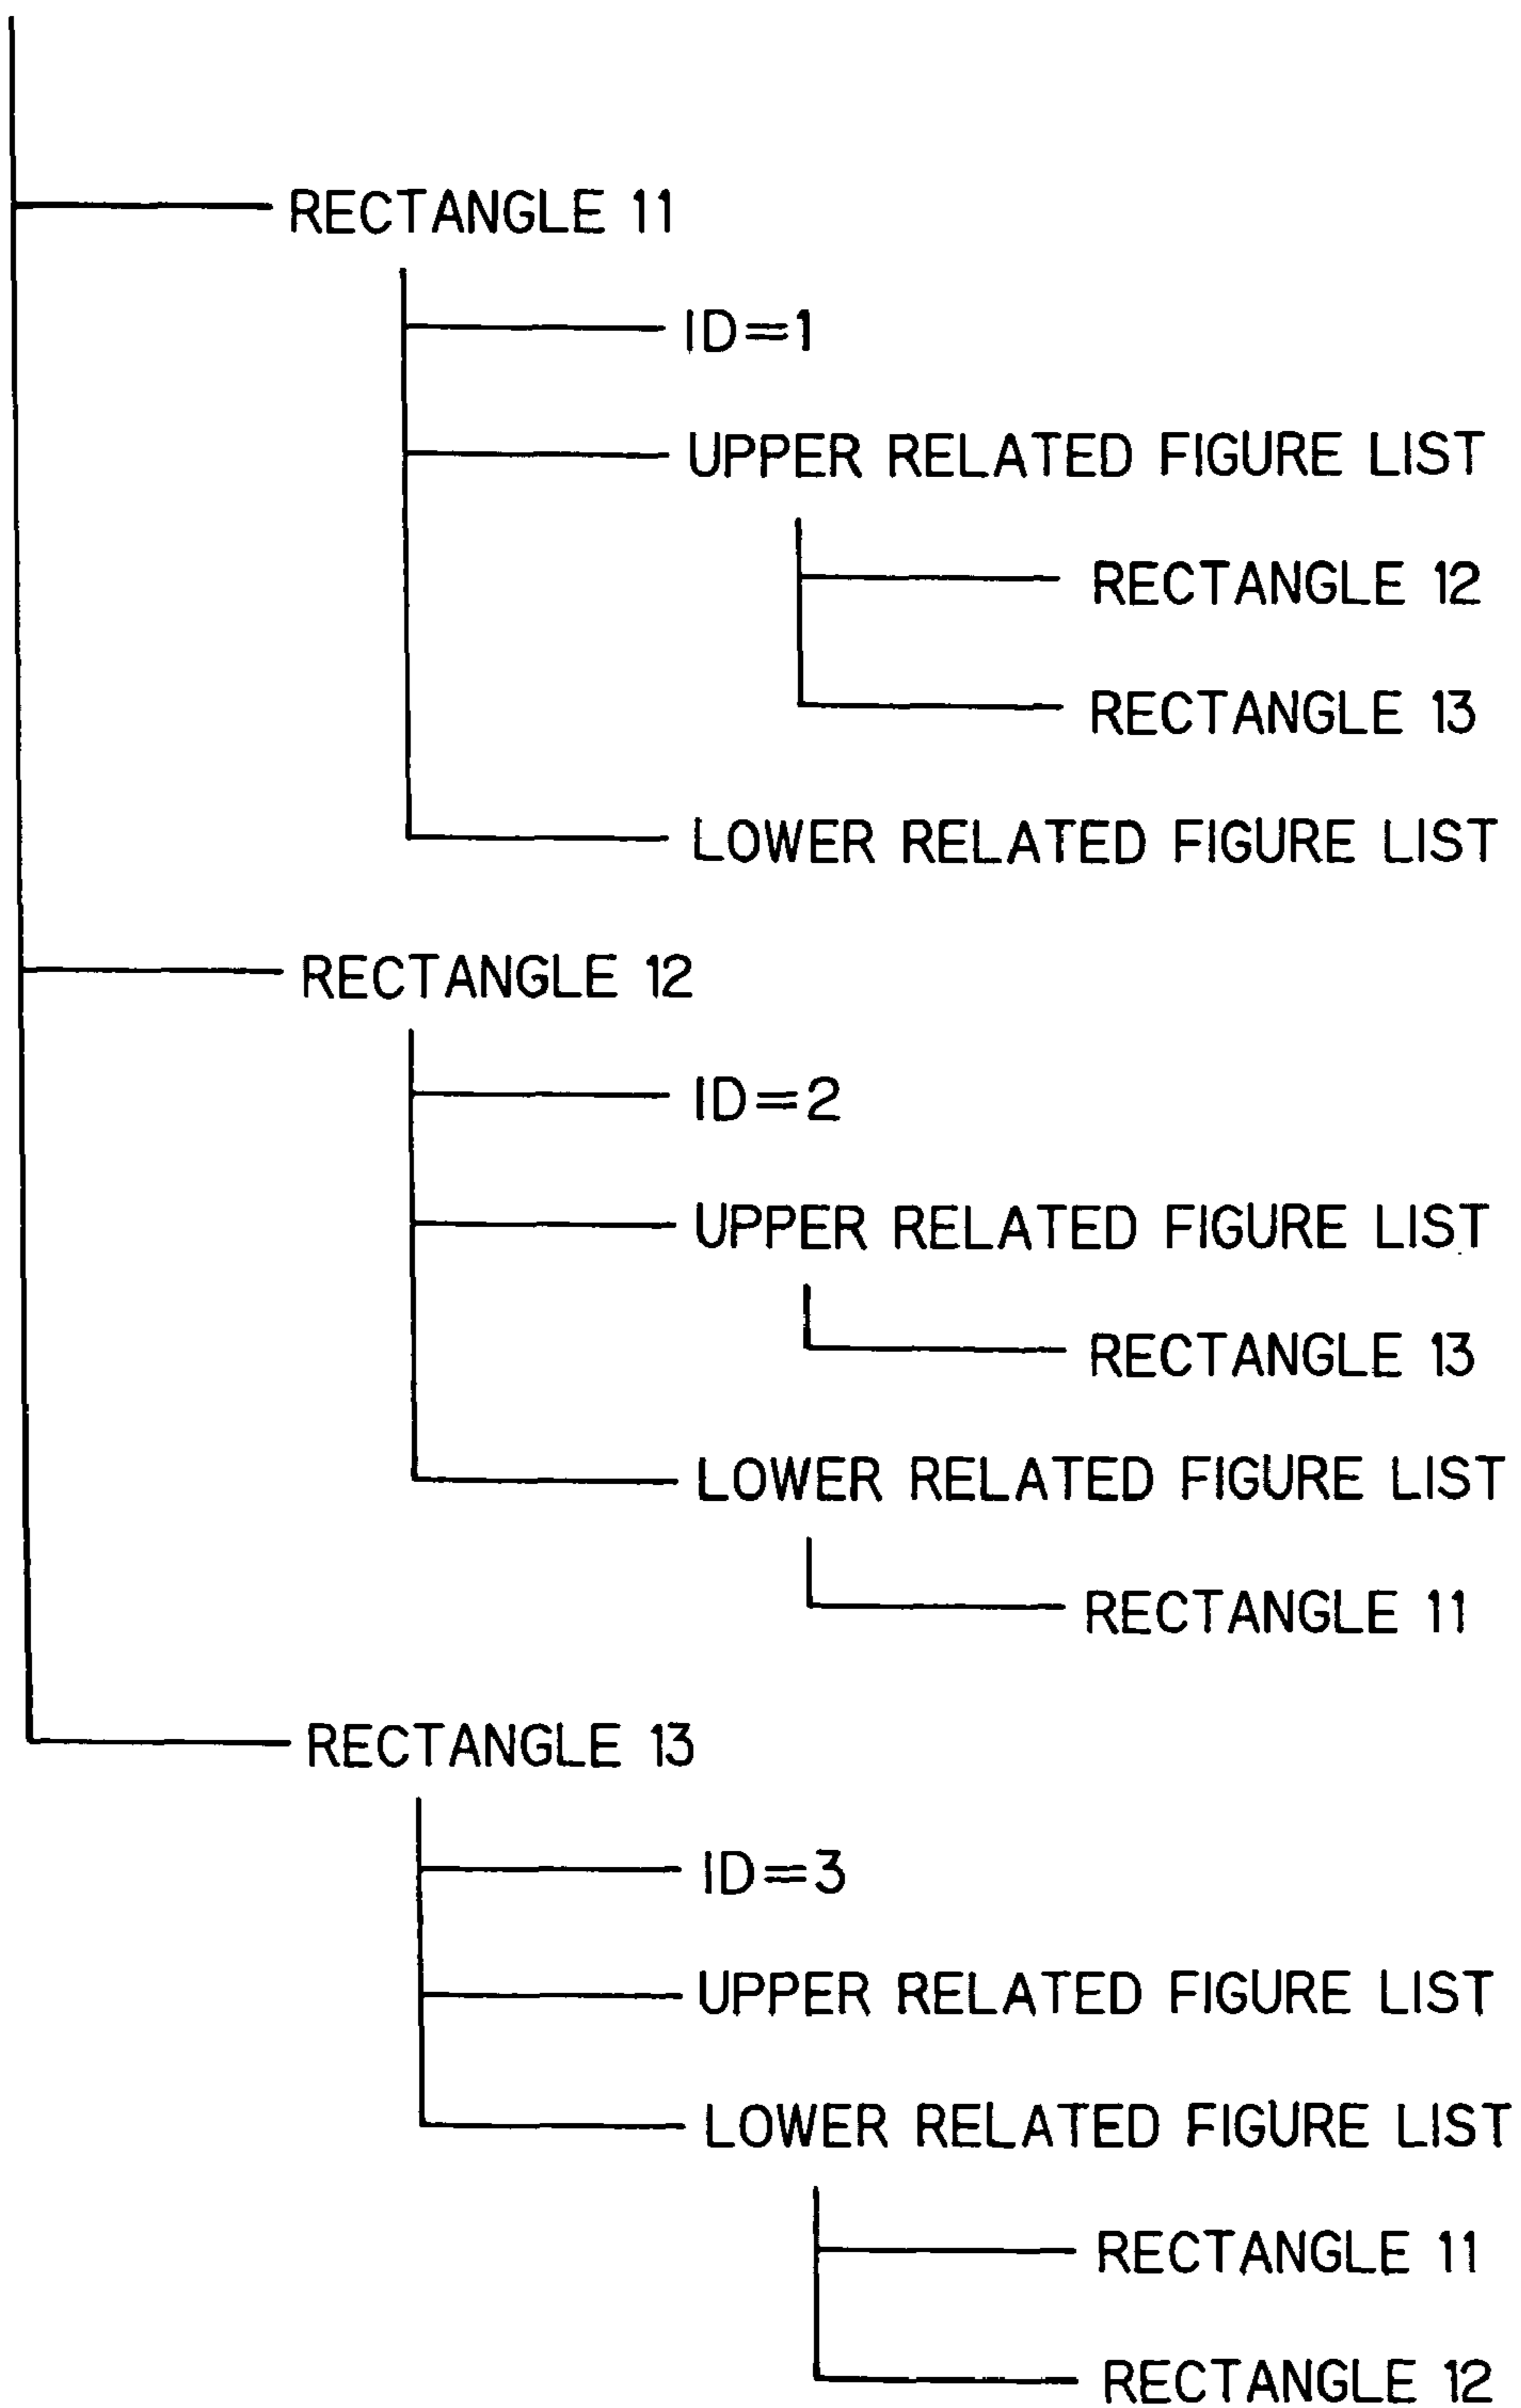 RECTANGLE 11
ID=1
UPPER RELATED FIGURE LIST
RECTANGLE 12
RECTANGLE 13
LOWER RELATED FIGURE LIST
RECTANGLE 12
ID=2
UPPER RELATED FIGURE LIST
RECTANGLE 13
LOWER RELATED FIGURE LIST
RECTANGLE 11
RECTANGLE 13
ID=3
UPPER RELATED FIGURE LIST
LOWER RELATED FIGURE LIST
RECTANGLE 11
RECTANGLE 12